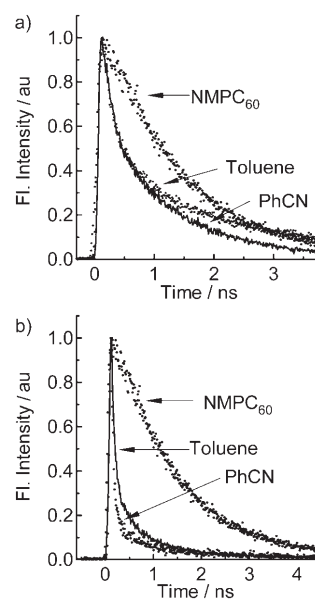 a)
1.0
0.8
0.6
0.4
0.2
0.0
Fl. Intensity / au
NMPC₆₀
Toluene
PhCN
0 1 2 3
Time / ns
b)
1.0
0.8
0.6
0.4
0.2
0.0
Fl. Intensity / au
NMPC₆₀
Toluene
PhCN
0 1 2 3 4
Time / ns